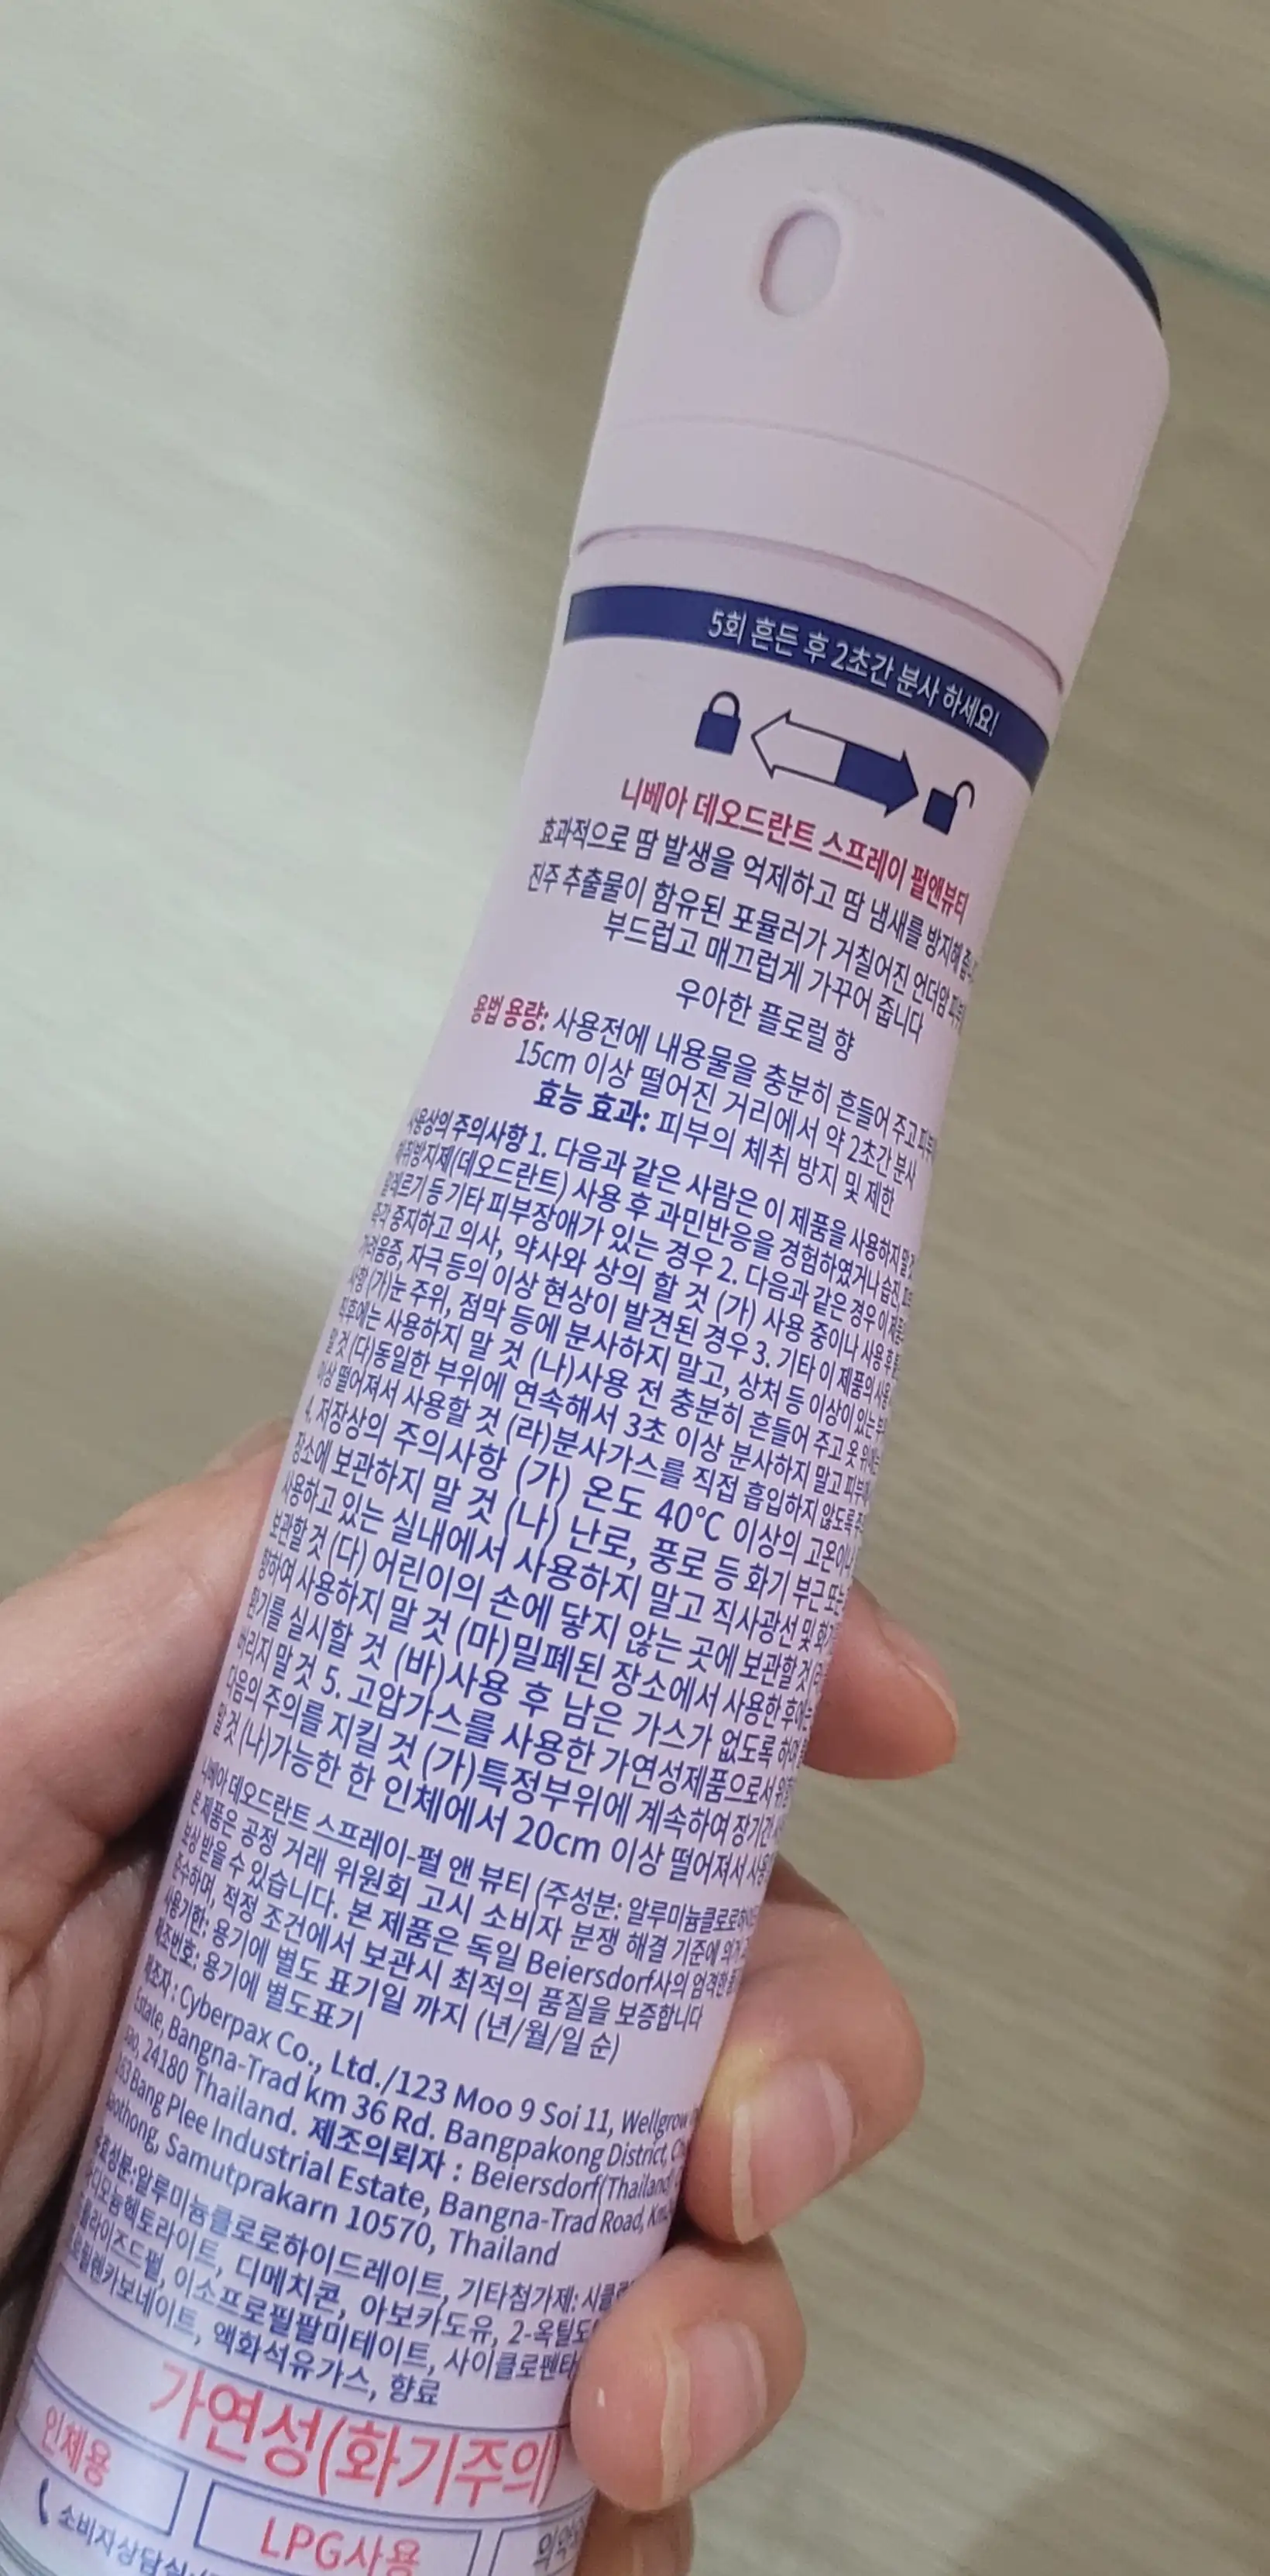 5회 흔든 후 2초간 분사 하세요!
니베아 데오드란트 스프레이 펄앤뷰티
효과적으로 땀 발생을 억제하고 땀 냄새를 방지해
진주 추출물이 함유된 포뮬러가 거칠어진 언더암
부드럽고 매끄럽게 가꾸어 줍니다
우아한 플로럴 향
용법 용량: 사용전에 내용물을 충분히 흔들어 주고
15cm 이상 떨어진 거리에서 약 2초간 분사
효능 효과: 피부의 체취 방지 및 제한
사용상의 주의사항 1. 다음과 같은 사람은 이 제품을 사용하지
체취방지제(데오드란트) 사용 후 과민반응을 경험하였거나
알레르기 등 기타 피부장애가 있는 경우 2. 다음과 같은 경우
즉각 중지하고 의사, 약사와 상의 할 것 (가) 사용 중이나
가려움증, 자극 등의 이상 현상이 발견된 경우 3. 기타 이 제품의
사항 (가)눈 주위, 점막 등에 분사하지 말고, 상처 등 이상이 있는
직후에는 사용하지 말 것 (나)사용 전 충분히 흔들어 주고 옷
말 것 (다)동일한 부위에 연속해서 3초 이상 분사하지 말고
이상 떨어져서 사용할 것 (라)분사가스를 직접 흡입하지 않도록
4. 저장상의 주의사항 (가) 온도 40℃ 이상의
장소에 보관하지 말 것 (나) 난로, 풍로 등 화기 부근 또는
사용하고 있는 실내에서 사용하지 말고 직사광선 및
보관할 것 (다) 어린이의 손에 닿지 않는 곳에 보관할 것
향하여 사용하지 말 것 (마)밀폐된 장소에서 사용한
환기를 실시할 것 (바)사용 후 남은 가스가 없도록 하며
버리지 말 것 5. 고압가스를 사용한 가연성제품으로서
다음의 주의를 지킬 것 (가)특정부위에 계속하여
말 것 (나)가능한 한 인체에서 20cm 이상 떨어져서
니베아 데오드란트 스프레이-펄 앤 뷰티 (주성분:
본 제품은 공정 거래 위원회 고시 소비자 분쟁 해결 기준에
보상 받을 수 있습니다. 본 제품은 독일 Beiersdorf사의 엄격한
준수하며, 적정 조건에서 보관시 최적의 품질을 보증합니다
사용기한: 용기에 별도 표기일 까지 (년/월/일 순)
제조번호: 용기에 별도표기
제조자 : Cyberpax Co., Ltd./123 Moo 9 Soi 11,
Estate, Bangna-Trad km 36 Rd. Bangpakong District,
24180 Thailand. 제조의뢰자 : Beiersdorf(Thailand)
Bang Plee Industrial Estate, Bangna-Trad Road,
Samutprakarn 10570, Thailand
알루미늄클로로하이드레이트, 기타첨가제:
디메치콘, 아보카도유,
이소프로필팔미테이트,
액화석유가스, 향료
가연성(화기주의)
인체용
LPG사용